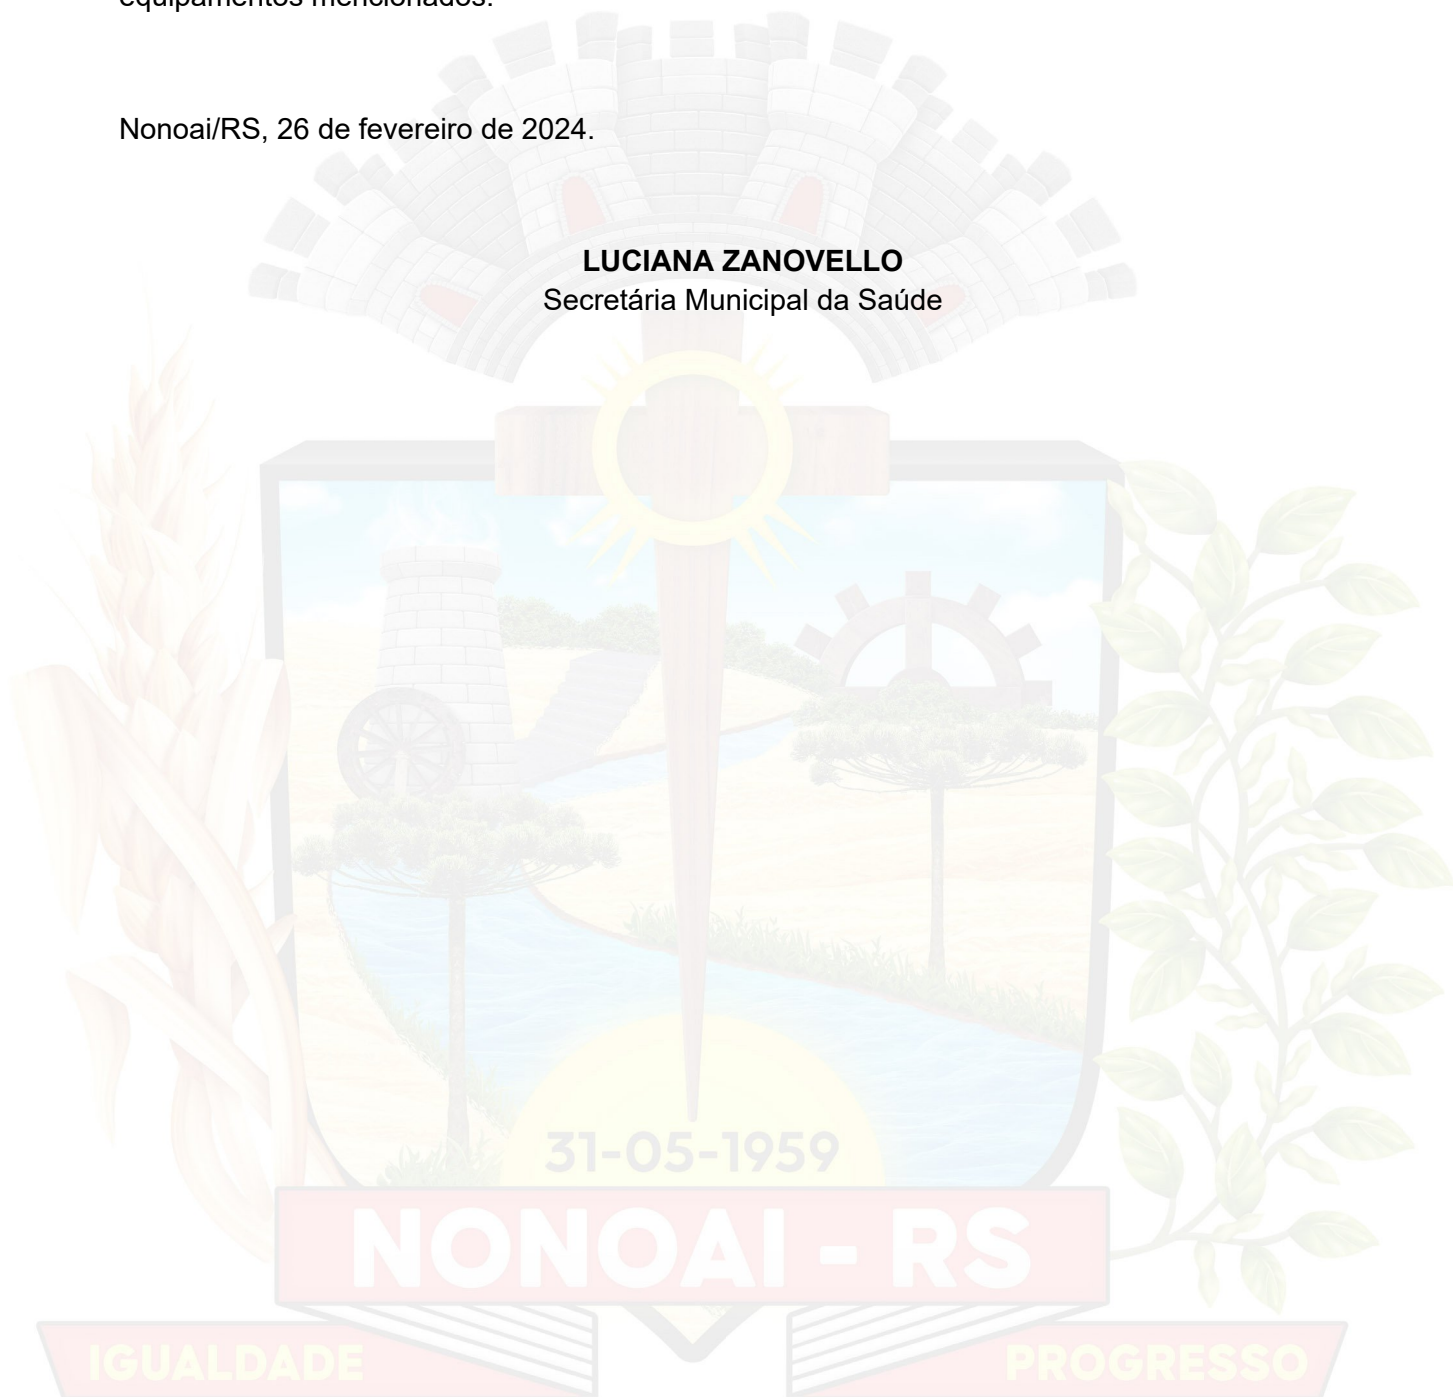 equipamentos mencionados.
Nonoai/RS, 26 de fevereiro de 2024.
LUCIANA ZANOVELLO
Secretária Municipal da Saúde
31-05-1959
NONOAI - RS
IGUALDADE
PROGRESSO